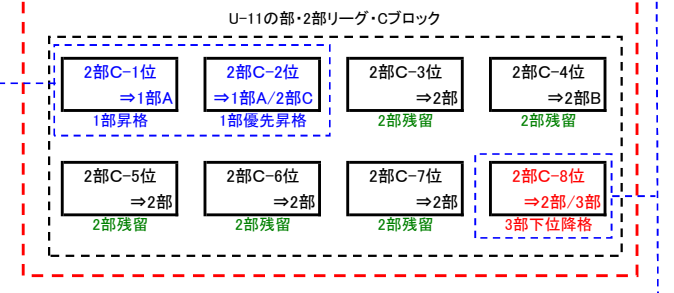 U-11の部・2部リーグ・Cブロック
2部C-1位
⇒1部A
1部昇格
2部C-2位
⇒1部A/2部C
1部優先昇格
2部C-3位
⇒2部
2部残留
2部C-4位
⇒2部B
2部残留
2部C-5位
⇒2部
2部残留
2部C-6位
⇒2部
2部残留
2部C-7位
⇒2部
2部残留
2部C-8位
⇒2部/3部
3部下位降格